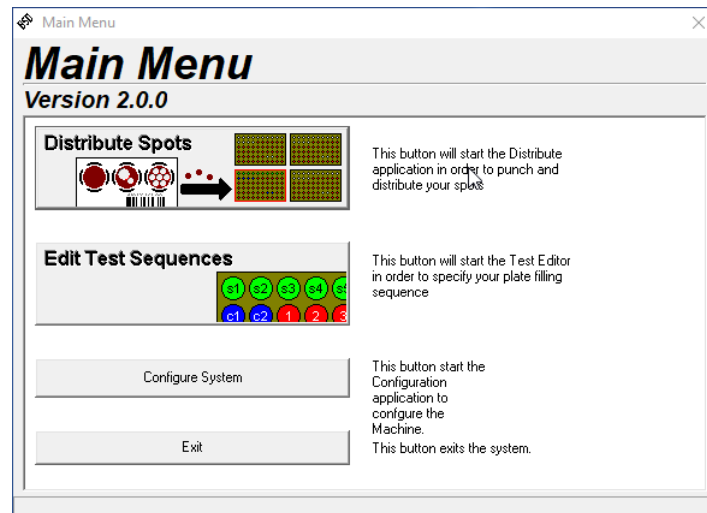 BSD
Main Menu
Main Menu
Version 2.0.0
Distribute Spots
This button will start the Distribute
application in order to punch and
distribute your spots
Edit Test Sequences
s1 s2 s3 s4 s5
c1 c2 1 2 3
This button will start the Test Editor
in order to specify your plate filling
sequence
Configure System
This button start the
Configuration
application to
confgure the
Machine.
Exit
This button exits the system.